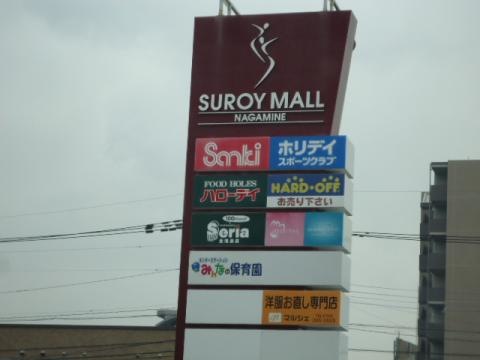 SUROY MALL
NAGAMINE
Sanki
ホリデイ
スポーツクラブ
FOOD HOLES
ハローデイ
HARD・OFF
お売り下さい
Seria
みんなの保育園
洋服お直し専門店
マルシェ